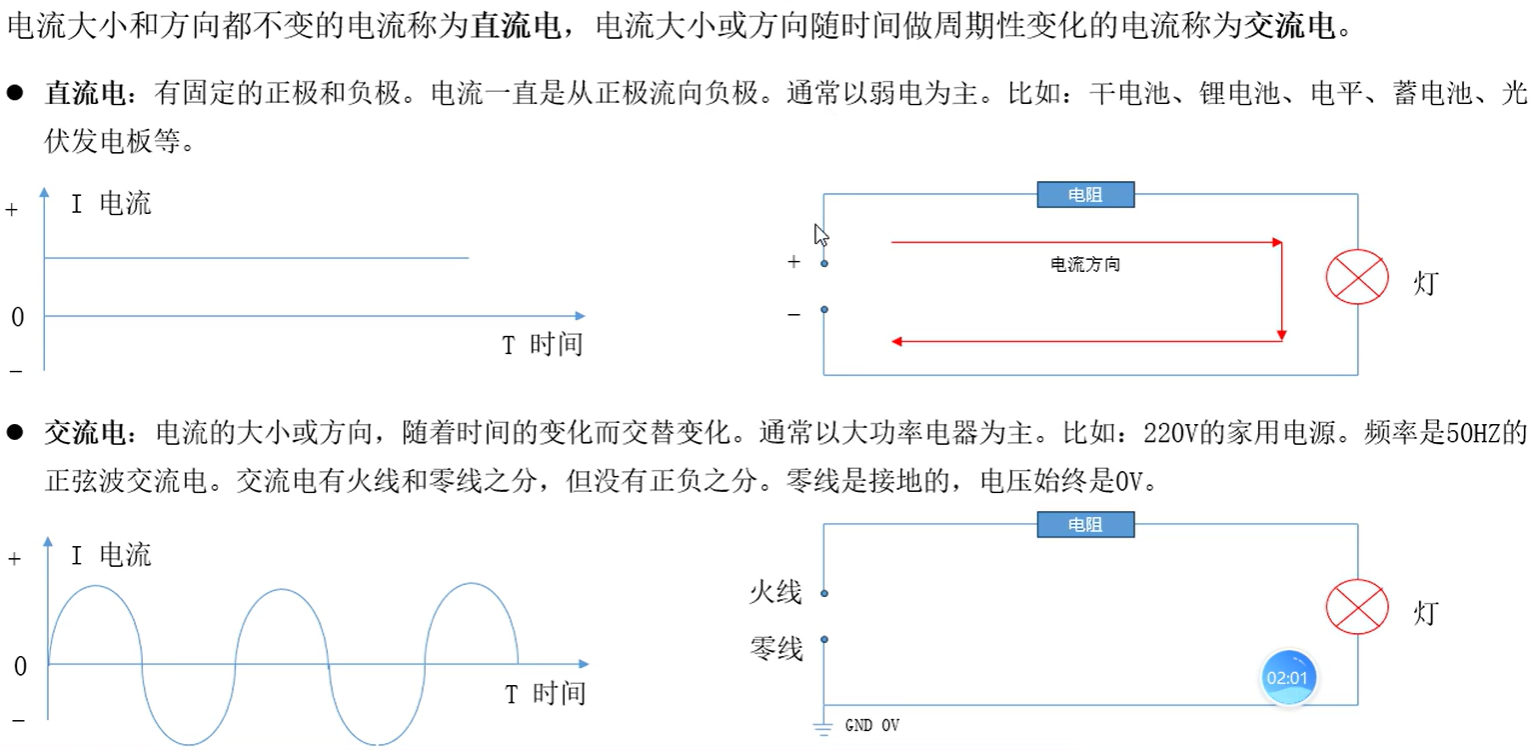 电流大小和方向都不变的电流称为直流电，电流大小或方向随时间做周期性变化的电流称为交流电。
● 直流电：有固定的正极和负极。电流一直是从正极流向负极。通常以弱电为主。比如：干电池、锂电池、电平、蓄电池、光
伏发电板等。
+
I 电流
0
T 时间
−
电阻
+
电流方向
−
灯
● 交流电：电流的大小或方向，随着时间的变化而交替变化。通常以大功率电器为主。比如：220V的家用电源。频率是50HZ的
正弦波交流电。交流电有火线和零线之分，但没有正负之分。零线是接地的，电压始终是0V。
+
I 电流
0
T 时间
−
电阻
火线
零线
灯
02:01
GND 0V